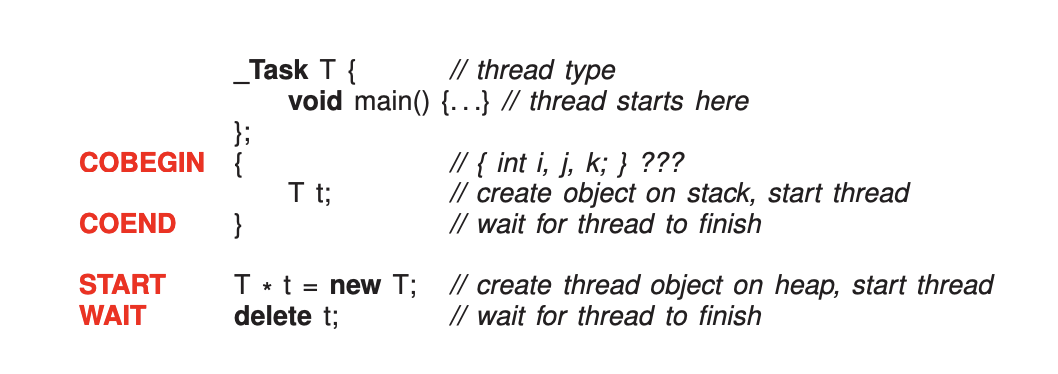 _Task T { // thread type
void main() {...} // thread starts here
};
COBEGIN { // { int i, j, k; } ???
T t; // create object on stack, start thread
COEND } // wait for thread to finish
START T * t = new T; // create thread object on heap, start thread
WAIT delete t; // wait for thread to finish